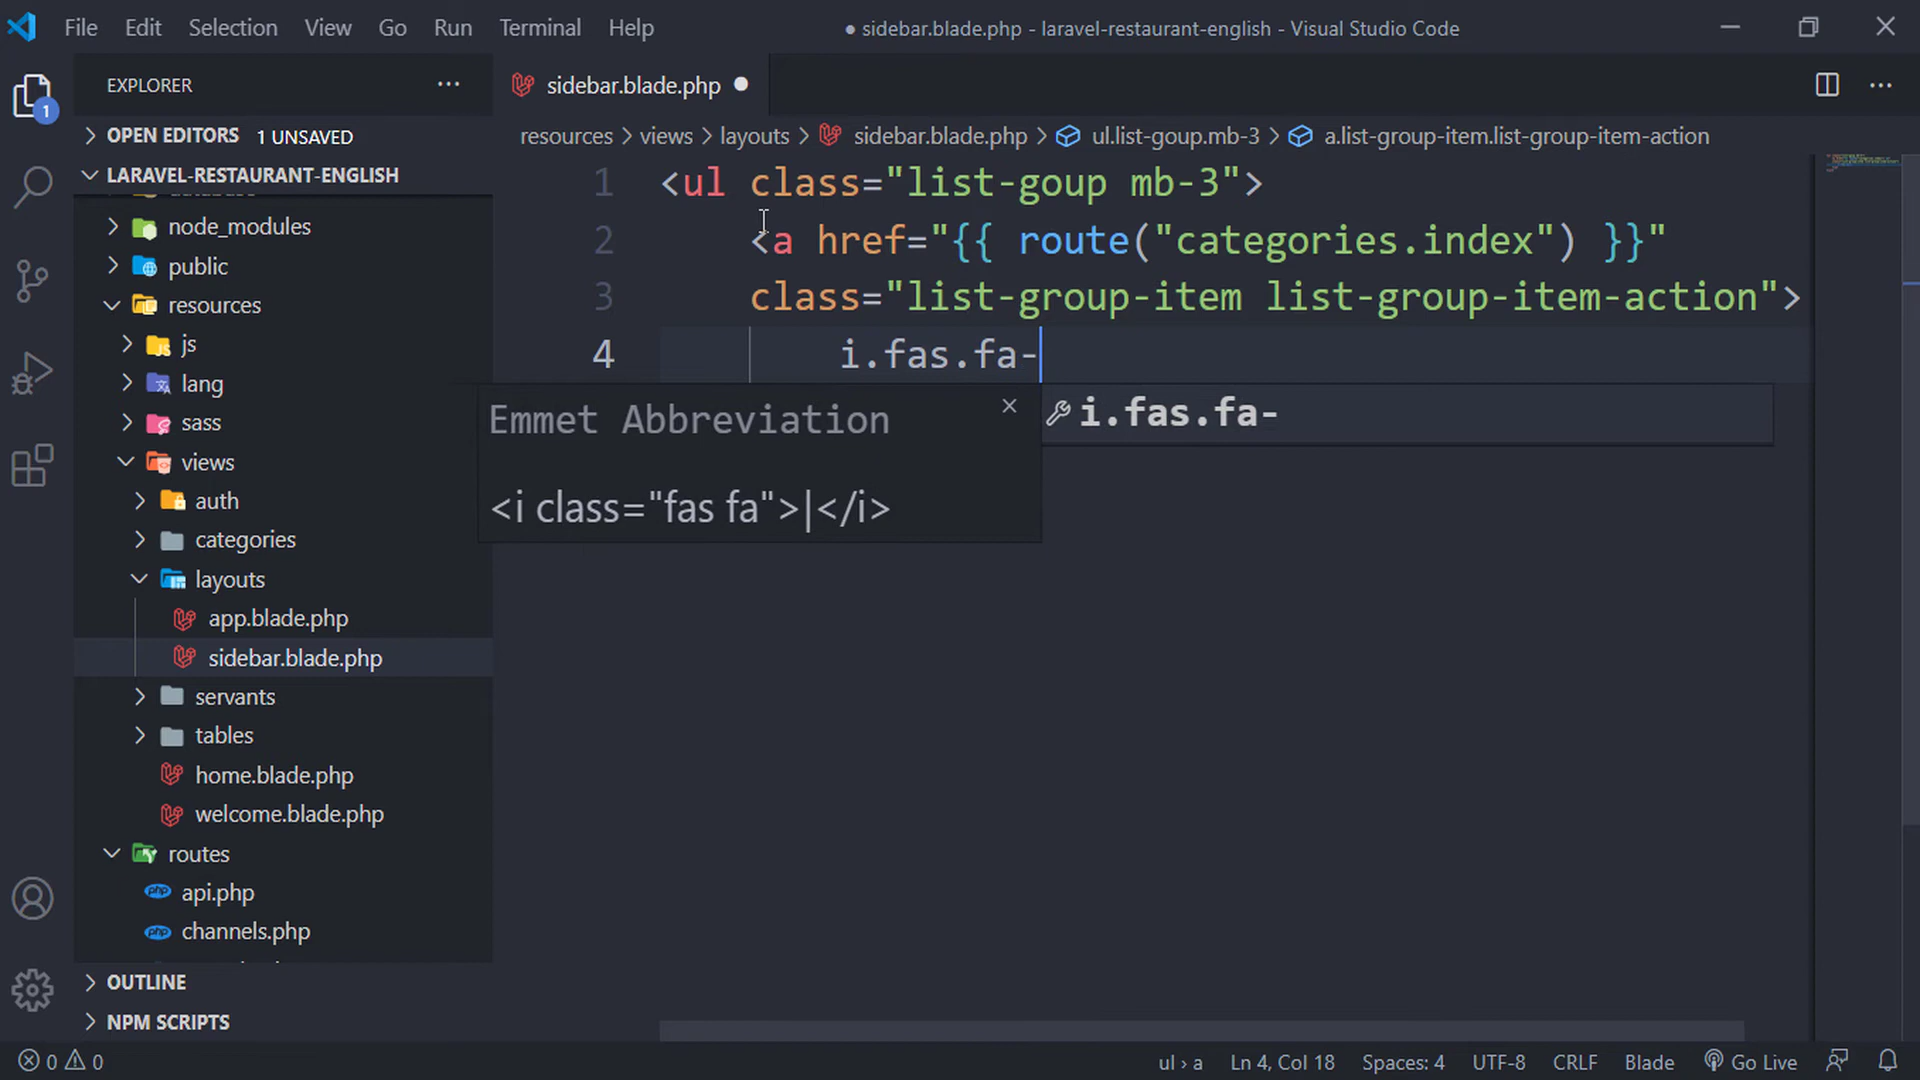 File Edit Selection View Go Run Terminal Help
● sidebar.blade.php - laravel-restaurant-english - Visual Studio Code
1
EXPLORER
OPEN EDITORS 1 UNSAVED
LARAVEL-RESTAURANT-ENGLISH
node_modules
public
resources
js
lang
sass
views
auth
categories
layouts
app.blade.php
sidebar.blade.php
servants
tables
home.blade.php
welcome.blade.php
routes
api.php
channels.php
OUTLINE
NPM SCRIPTS
sidebar.blade.php
resources > views > layouts > sidebar.blade.php > ul.list-goup.mb-3 > a.list-group-item.list-group-item-action
1 <ul class="list-goup mb-3">
2 <a href="{{ route("categories.index") }}"
3 class="list-group-item list-group-item-action">
4 i.fas.fa-
Emmet Abbreviation
<i class="fas fa">|</i>
i.fas.fa-
0 0 ul › a Ln 4, Col 18 Spaces: 4 UTF-8 CRLF Blade Go Live